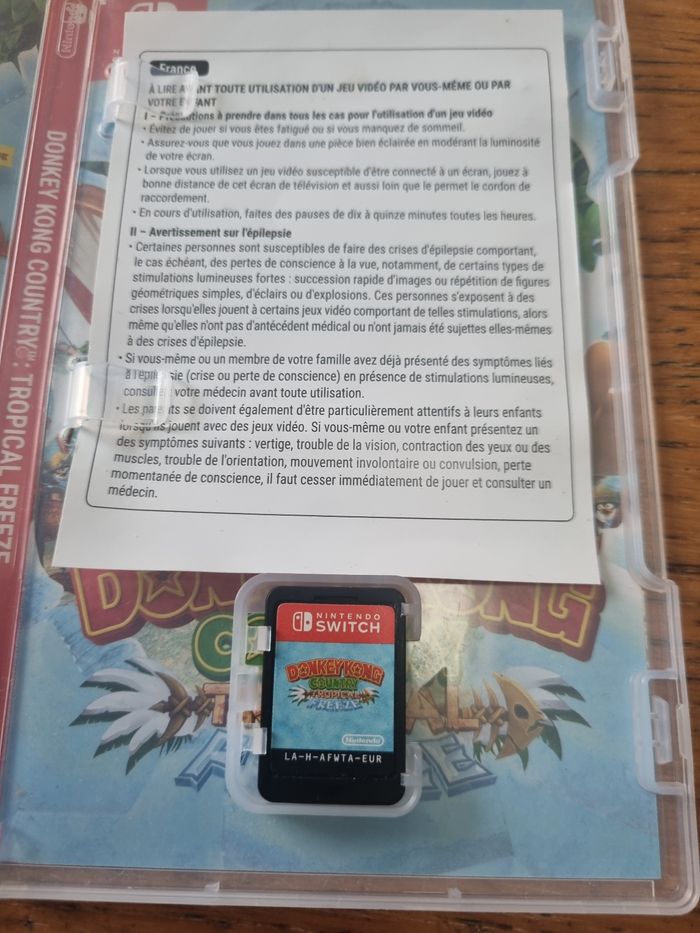 Nintendo
DONKEY KONG COUNTRY™: TROPICAL FREEZE
France
À LIRE AVANT TOUTE UTILISATION D'UN JEU VIDÉO PAR VOUS-MÊME OU PAR
VOTRE ENFANT
I – Précautions à prendre dans tous les cas pour l'utilisation d'un jeu vidéo
• Évitez de jouer si vous êtes fatigué ou si vous manquez de sommeil.
• Assurez-vous que vous jouez dans une pièce bien éclairée en modérant la luminosité
de votre écran.
• Lorsque vous utilisez un jeu vidéo susceptible d'être connecté à un écran, jouez à
bonne distance de cet écran de télévision et aussi loin que le permet le cordon de
raccordement.
• En cours d'utilisation, faites des pauses de dix à quinze minutes toutes les heures.
II – Avertissement sur l'épilepsie
• Certaines personnes sont susceptibles de faire des crises d'épilepsie comportant,
le cas échéant, des pertes de conscience à la vue, notamment, de certains types de
stimulations lumineuses fortes : succession rapide d'images ou répétition de figures
géométriques simples, d'éclairs ou d'explosions. Ces personnes s'exposent à des
crises lorsqu'elles jouent à certains jeux vidéo comportant de telles stimulations, alors
même qu'elles n'ont pas d'antécédent médical ou n'ont jamais été sujettes elles-mêmes
à des crises d'épilepsie.
• Si vous-même ou un membre de votre famille avez déjà présenté des symptômes liés
à l'épilepsie (crise ou perte de conscience) en présence de stimulations lumineuses,
consultez votre médecin avant toute utilisation.
• Les parents se doivent également d'être particulièrement attentifs à leurs enfants
lorsqu'ils jouent avec des jeux vidéo. Si vous-même ou votre enfant présentez un
des symptômes suivants : vertige, trouble de la vision, contraction des yeux ou des
muscles, trouble de l'orientation, mouvement involontaire ou convulsion, perte
momentanée de conscience, il faut cesser immédiatement de jouer et consulter un
médecin.
DONKEY KONG
TROPICAL
FREEZE
NINTENDO
SWITCH
DONKEY KONG
COUNTRY
TROPICAL
FREEZE
Nintendo
LA-H-AFWTA-EUR